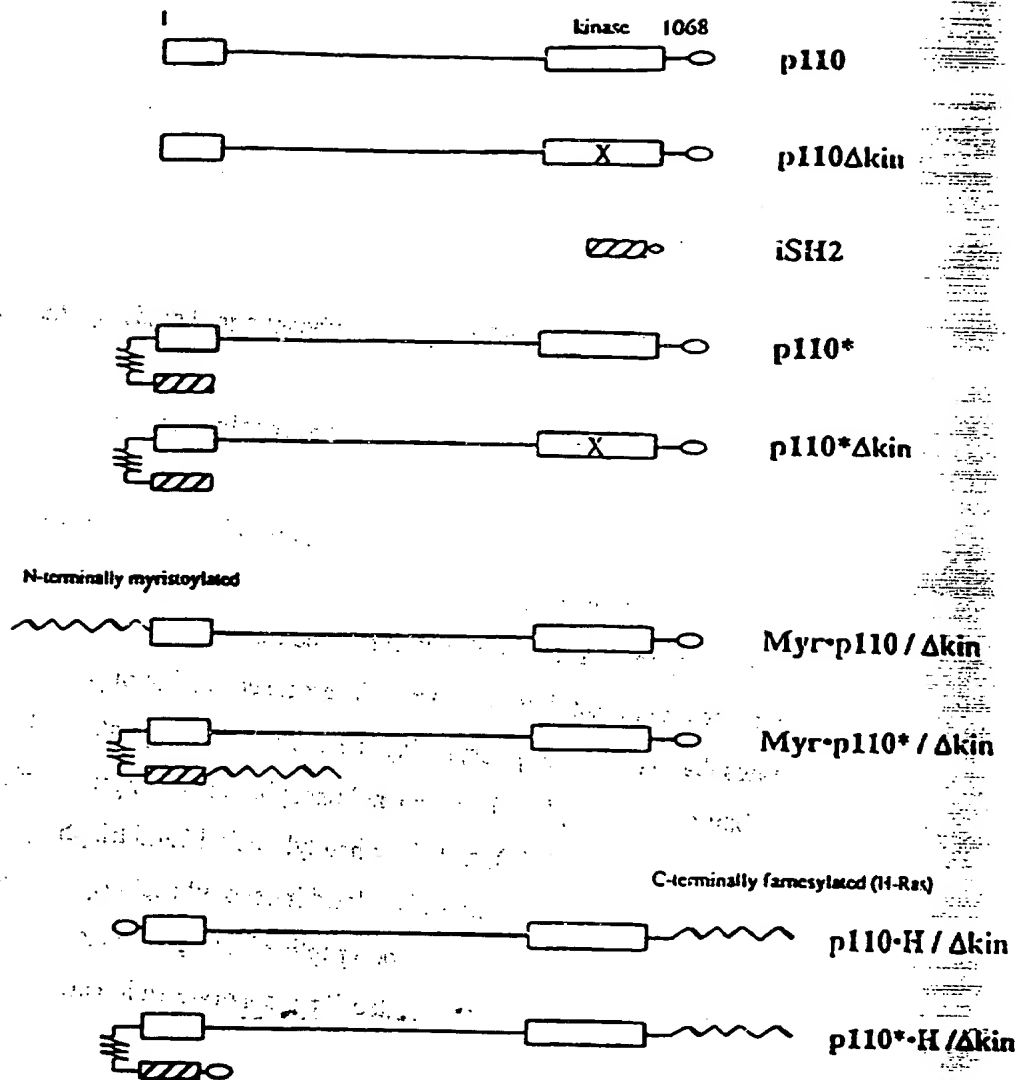 1 kinase 1068
p110
X p110Δkin
iSH2
p110*
X p110*Δkin
N-terminally myristoylated
Myr•p110 / Δkin
Myr•p110* / Δkin
C-terminally farnesylated (H-Ras)
p110•H / Δkin
p110*•H /Δkin